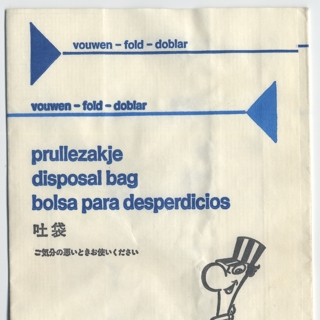 vouwen – fold – doblar
vouwen – fold – doblar
prullezakje
disposal bag
bolsa para desperdicios
吐袋
ご気分の悪いときお使いください